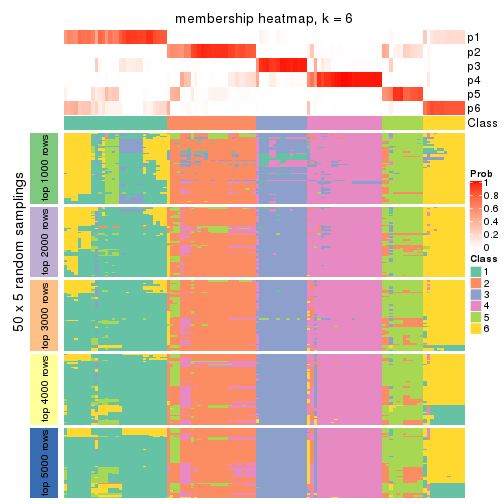 membership heatmap, k = 6
p1
p2
p3
p4
p5
p6
Class
50 x 5 random samplings
top 1000 rows
top 2000 rows
top 3000 rows
top 4000 rows
top 5000 rows
Prob
1
0.8
0.6
0.4
0.2
0
Class
1
2
3
4
5
6